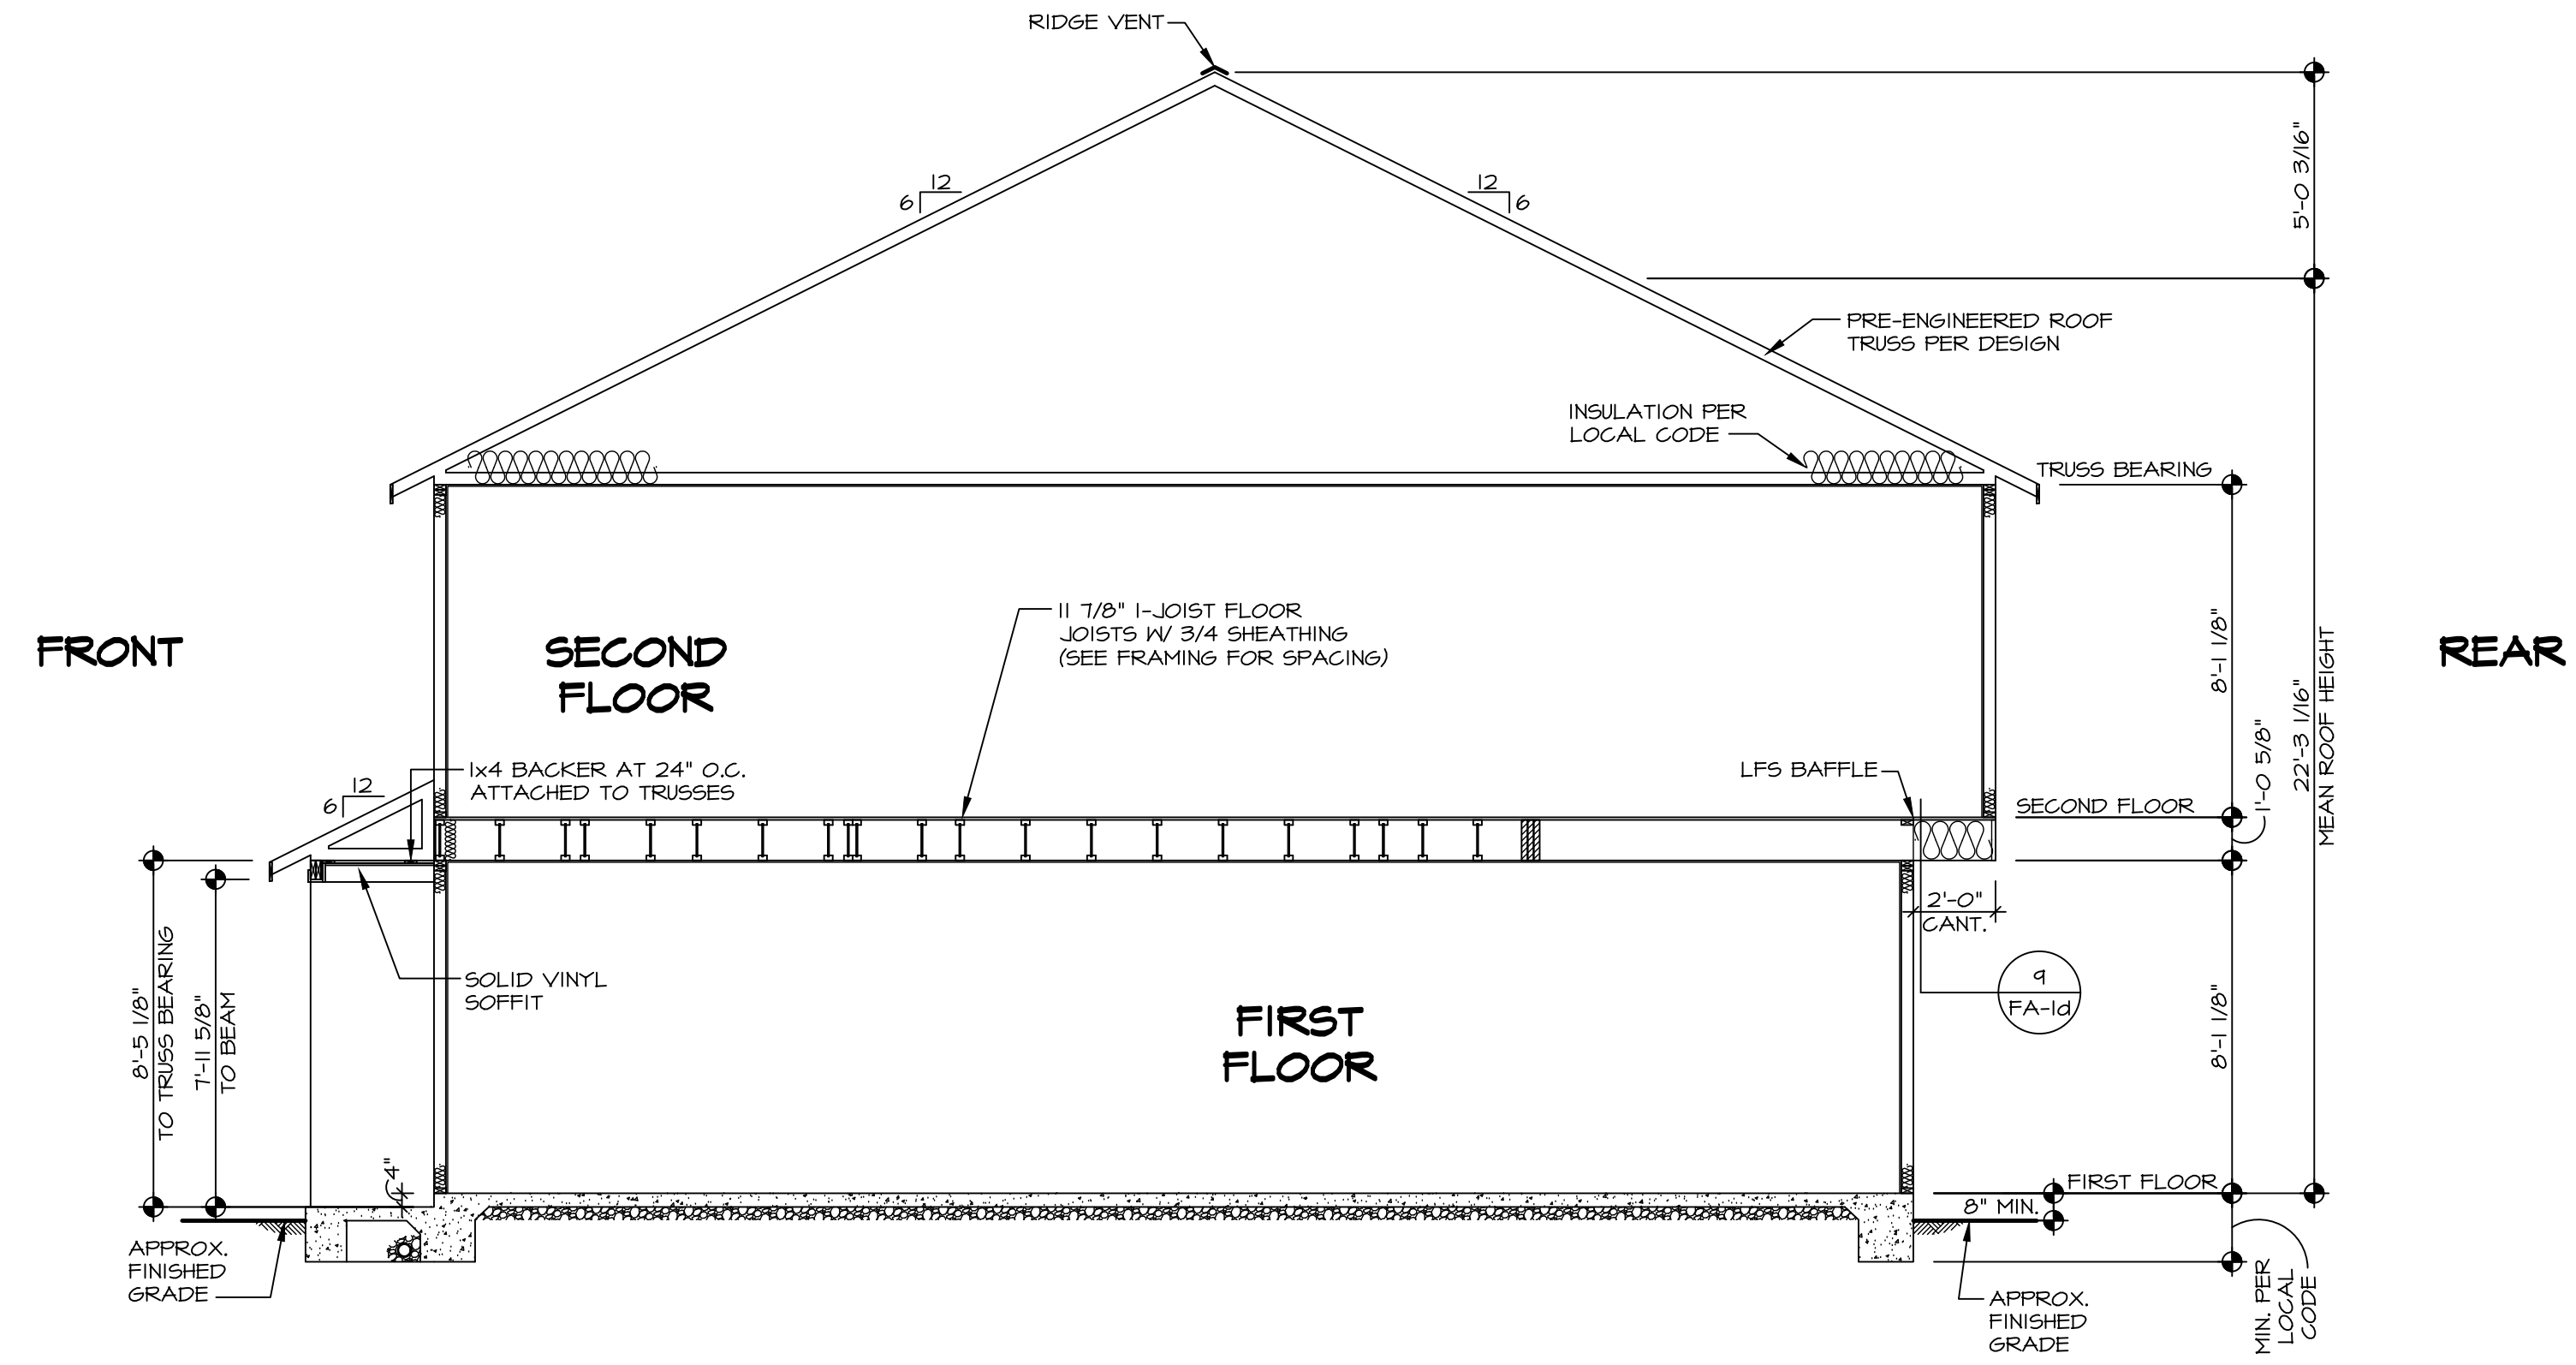 RIDGE VENT
12
6
12
6
5'-0 3/16"
PRE-ENGINEERED ROOF
TRUSS PER DESIGN
INSULATION PER
LOCAL CODE
TRUSS BEARING
FRONT
SECOND
FLOOR
11 7/8" I-JOIST FLOOR
JOISTS W/ 3/4 SHEATHING
(SEE FRAMING FOR SPACING)
8'-1 1/8"
22'-3 1/16"
MEAN ROOF HEIGHT
REAR
12
6
1x4 BACKER AT 24" O.C.
ATTACHED TO TRUSSES
LFS BAFFLE
SECOND FLOOR
1'-0 5/8"
2'-0"
CANT.
8'-5 1/8"
TO TRUSS BEARING
7'-11 5/8"
TO BEAM
SOLID VINYL
SOFFIT
9
FA-1d
FIRST
FLOOR
8'-1 1/8"
4"
FIRST FLOOR
8" MIN.
APPROX.
FINISHED
GRADE
APPROX.
FINISHED
GRADE
MIN. PER
LOCAL
CODE